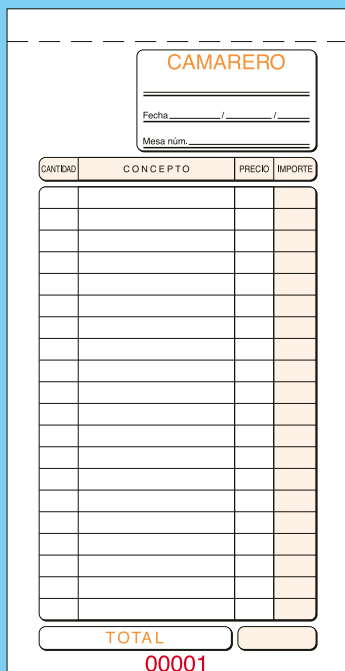 CAMARERO
Fecha / /
Mesa núm.
CANTIDAD CONCEPTO PRECIO IMPORTE
TOTAL
00001